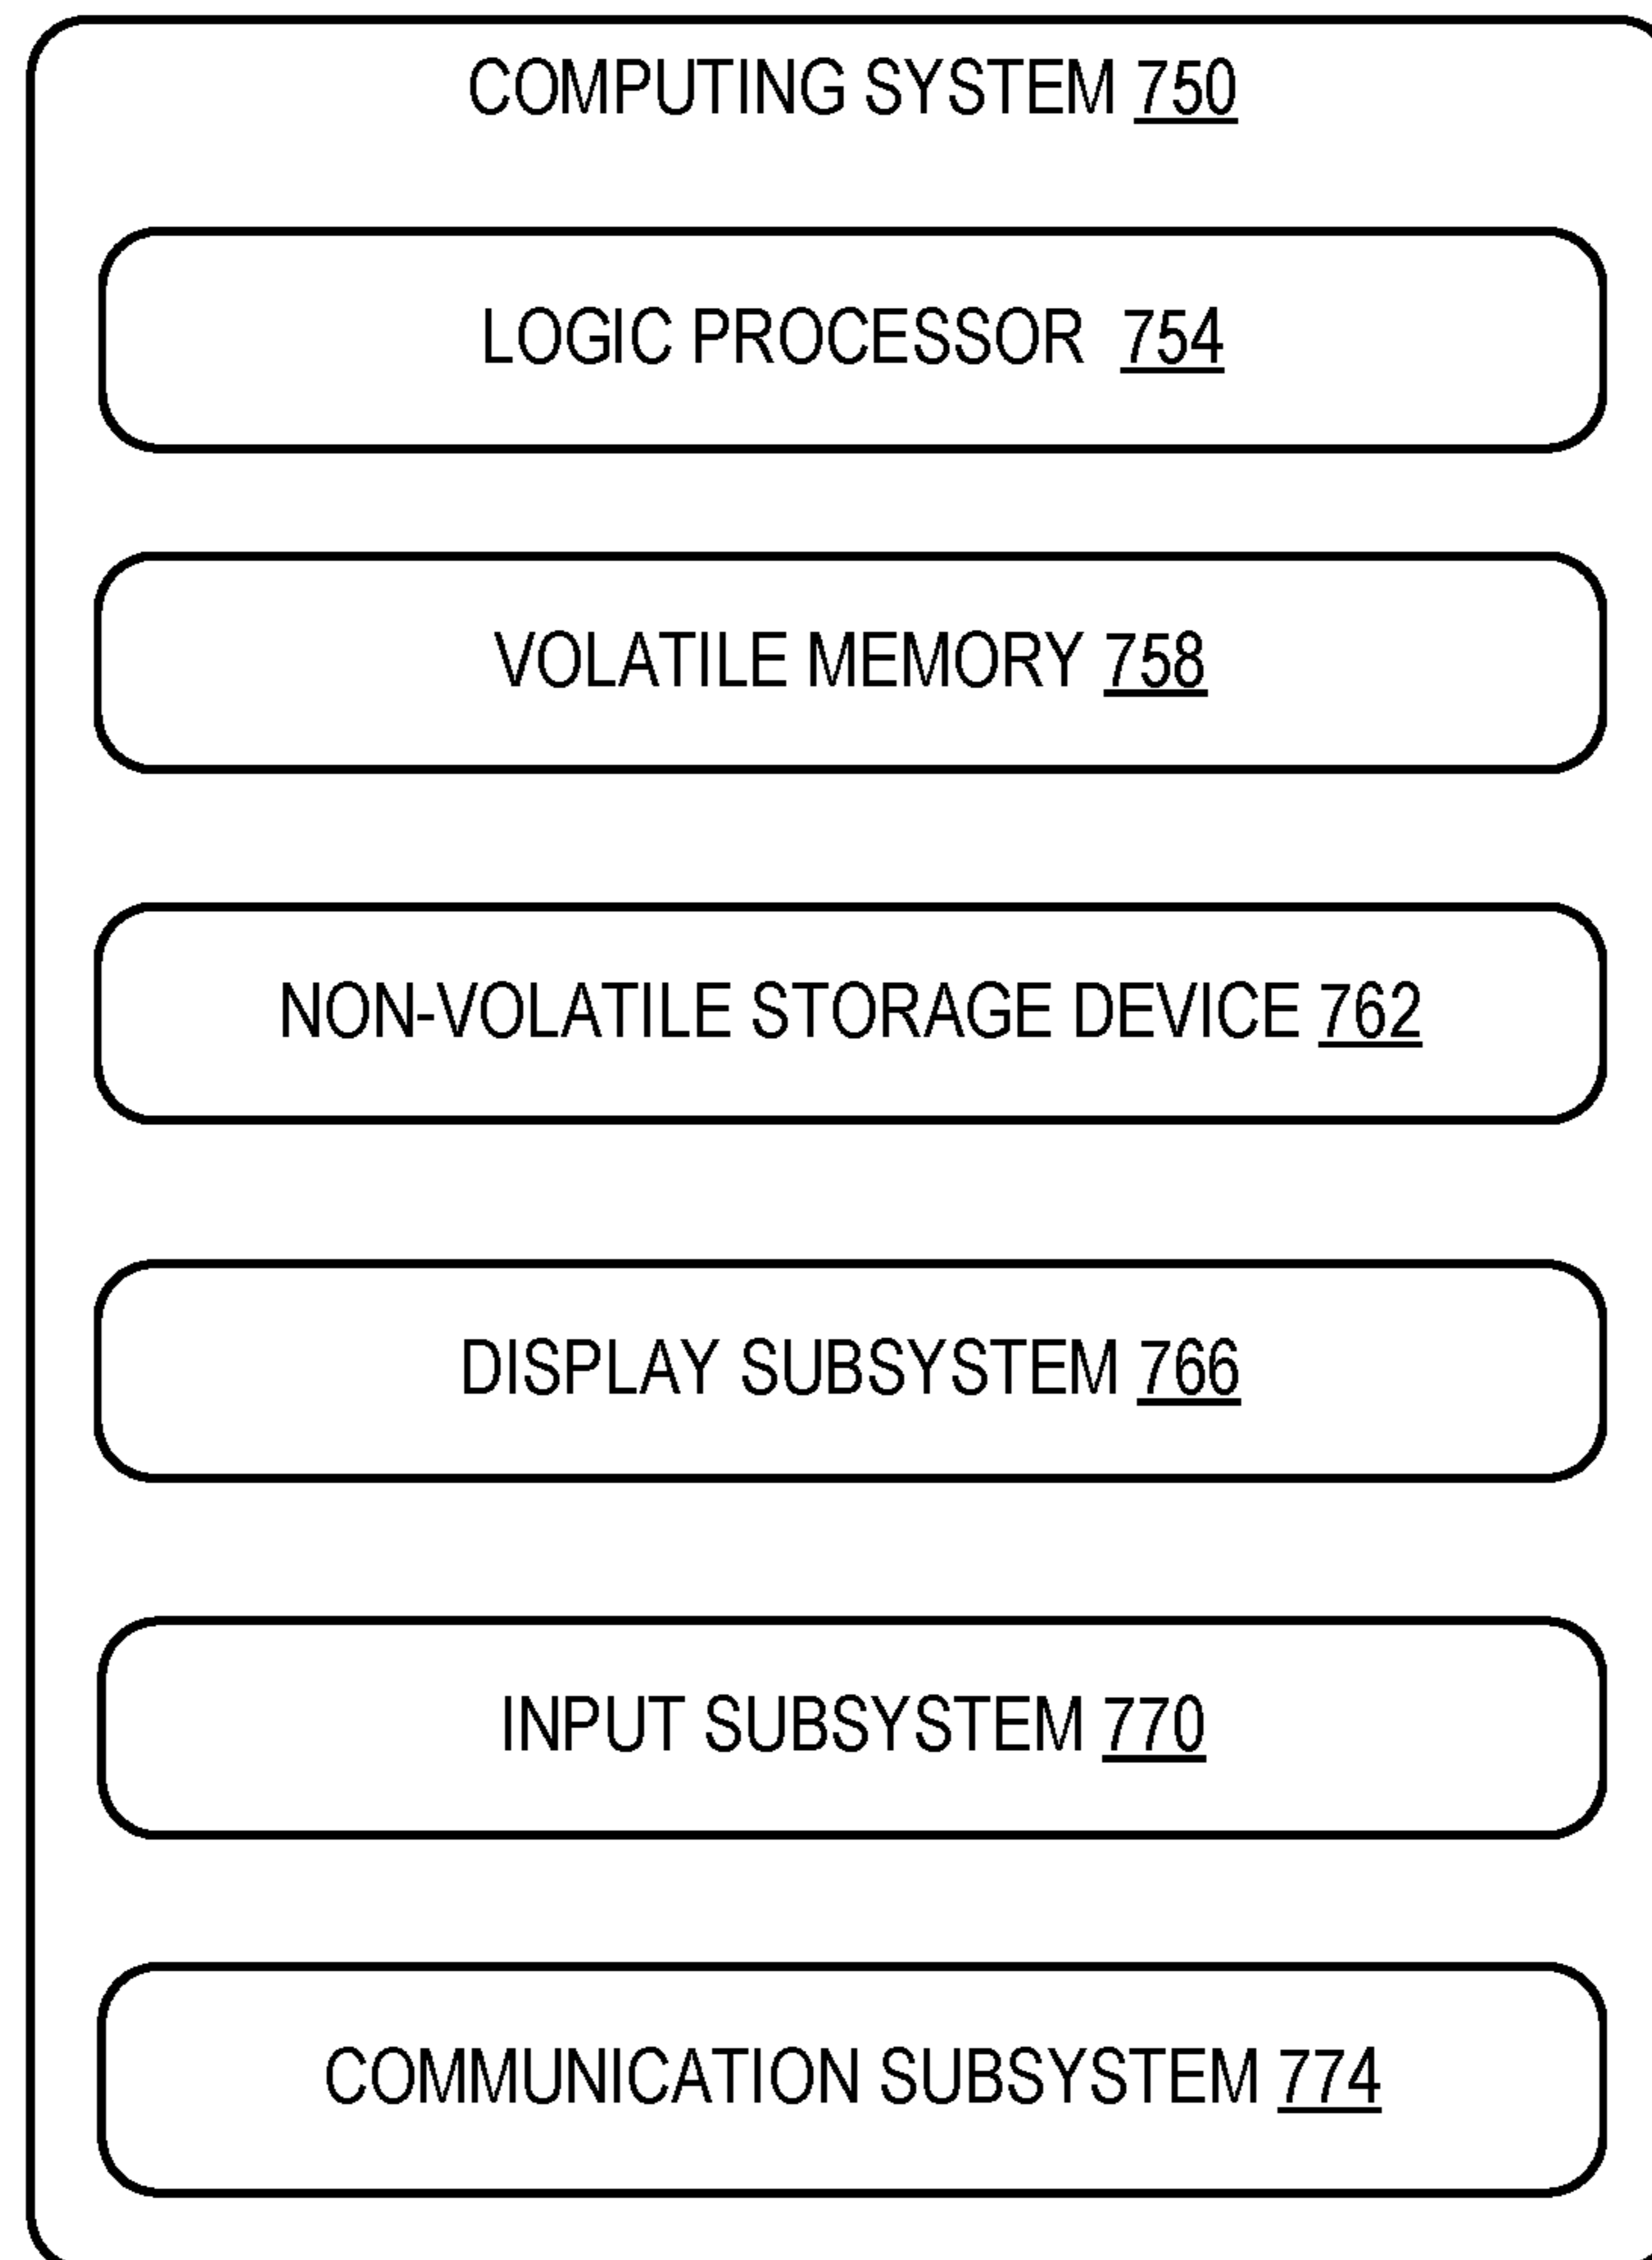 COMPUTING SYSTEM 750
LOGIC PROCESSOR 754
VOLATILE MEMORY 758
NON-VOLATILE STORAGE DEVICE 762
DISPLAY SUBSYSTEM 766
INPUT SUBSYSTEM 770
COMMUNICATION SUBSYSTEM 774